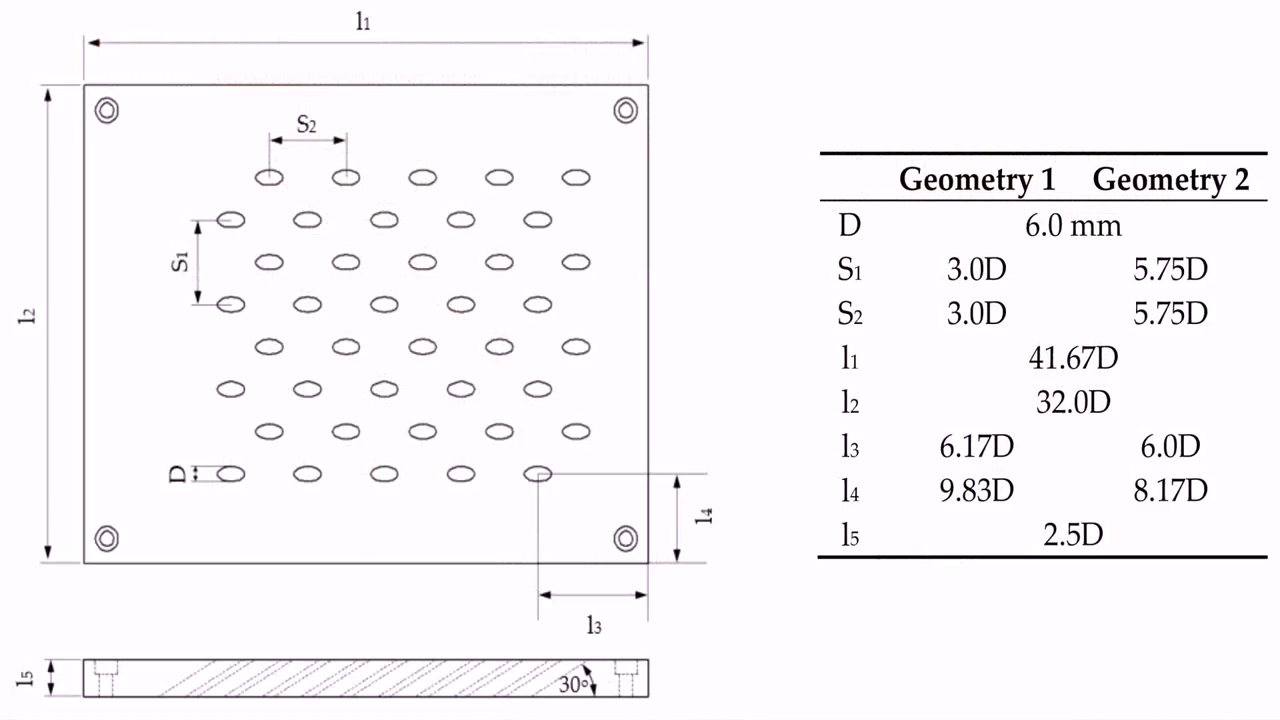 l1
S2
S1
l2
D
l4
l3
l5
30°
Geometry 1 Geometry 2
D 6.0 mm
S1 3.0D 5.75D
S2 3.0D 5.75D
l1 41.67D
l2 32.0D
l3 6.17D 6.0D
l4 9.83D 8.17D
l5 2.5D